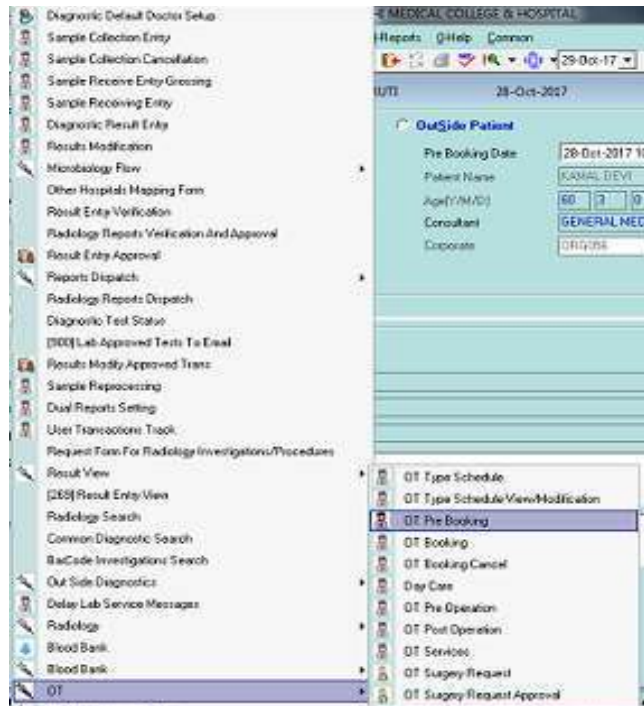 Diagnostic Default Doctor Setup
Sample Collection Entry
Sample Collection Cancellation
Sample Receive Entry Grossing
Sample Receiving Entry
Diagnostic Result Entry
Results Modification
Microbiology Flow
Other Hospitals Mapping Form
Result Entry Verification
Radiology Reports Verification And Approval
Result Entry Approval
Reports Dispatch
Radiology Reports Dispatch
Diagnostic Test Status
[900] Lab Approved Tests To Email
Results Modify Approved Trans
Sample Reprocessing
Dual Reports Setting
User Transactions Track
Request Form For Radiology Investigations/Procedures
Result View
[268] Result Entry View
Radiology Search
Common Diagnostic Search
BarCode Investigations Search
Out Side Diagnostics
Delay Lab Service Messages
Radiology
Blood Bank
Blood Bank
OT
MEDICAL COLLEGE & HOSPITAL
Reports Help Common
29-Oct-17
28-Oct-2017
OutSide Patient
Pre Booking Date 28-Oct-2017
Patient Name KAMAL DEVI
Age(Y/M/D) 60 3 0
Consultant GENERAL MED
Corporate ORG056
OT Type Schedule
OT Type Schedule View/Modification
OT Pre Booking
OT Booking
OT Booking Cancel
Day Care
OT Pre Operation
OT Post Operation
OT Services
OT Surgery Request
OT Surgery Request Approval